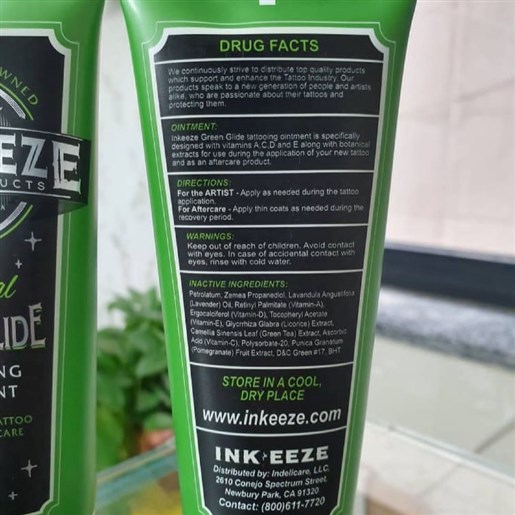 OWNED
EEZE
DUCTS
al
LIDE
NG
NT
TATTOO
CARE
DRUG FACTS
We continuously strive to distribute top quality products
which support and enhance the Tattoo Industry. Our
products speak to a new generation of people and artists
alike, who are passionate about their tattoos and
protecting them.
OINTMENT:
Inkeeze Green Glide tattooing ointment is specifically
designed with vitamins A,C,D and E along with botanical
extracts for use during the application of your new tattoo
and as an aftercare product.
DIRECTIONS:
For the ARTIST - Apply as needed during the tattoo
application.
For Aftercare - Apply thin coats as needed during the
recovery period.
WARNINGS:
Keep out of reach of children. Avoid contact
with eyes. In case of accidental contact with
eyes, rinse with cold water.
INACTIVE INGREDIENTS:
Petrolatum, Zemea Propanediol, Lavandula Angustifolia
(Lavender) Oil, Retinyl Palmitate (Vitamin-A),
Ergocaloiferol (Vitamin-D), Tocopheryl Acetate
(Vitamin-E), Glycrrhiza Glabra (Licorice) Extract,
Camellia Sinensis Leaf (Green Tea) Extract, Ascorbic
Acid (Vitamin-C), Polysorbate-20, Punica Granatum
(Pomegranate) Fruit Extract, D&C Green #17, BHT
STORE IN A COOL,
DRY PLACE
www.inkeeze.com
INK EEZE
Distributed by: Indelicare, LLC,
2610 Conejo Spectrum Street,
Newbury Park, CA 91320
Contact: (800)611-7720